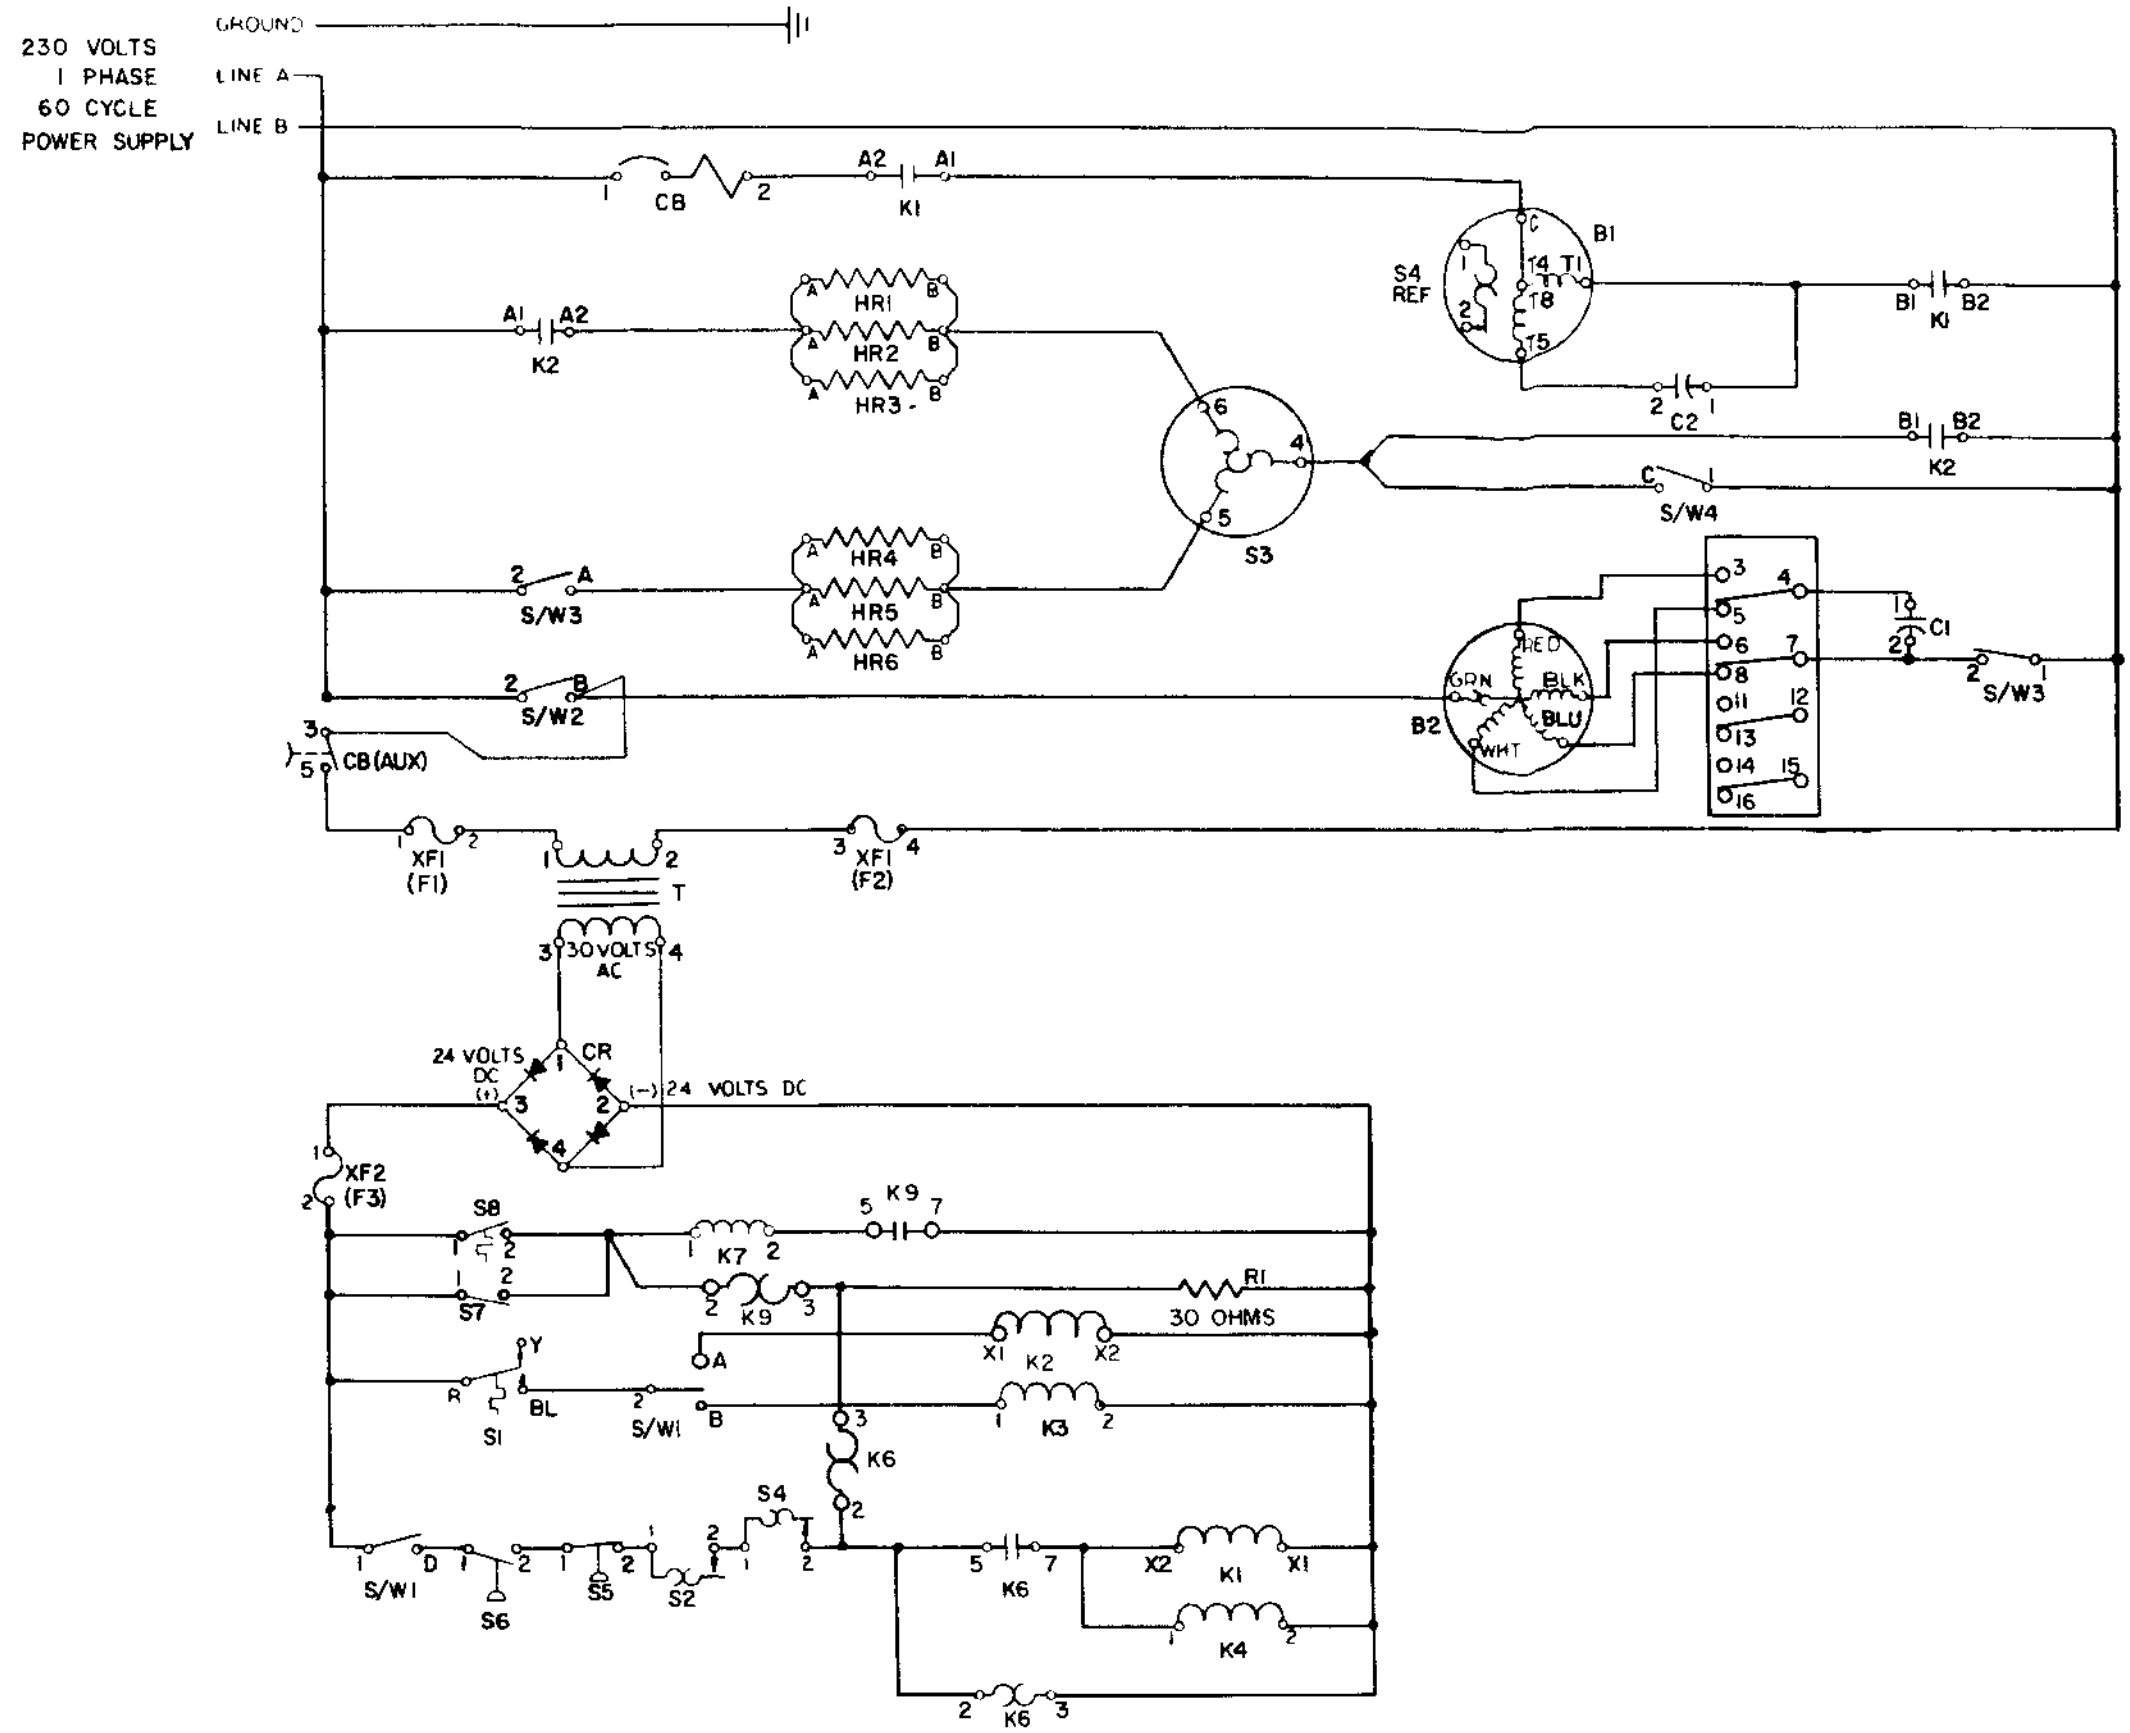 GROUND
230 VOLTS
1 PHASE
60 CYCLE
POWER SUPPLY
LINE A
LINE B
1 CB 2
A2 A1
K1
C
B1
S4
REF
1
2
T4 T1
T8
T5
B1 B2
K1
2 1
C2
A1 A2
K2
A HR1 B
A HR2 B
A HR3 - B
6
4
5
S3
B1 B2
K2
C 1
S/W4
2 A
S/W3
A HR4 B
A HR5 B
A HR6 B
2 B
S/W2
3
5 CB(AUX)
RED
GRN
BLK
BLU
WHT
B2
3
4
5
6
7
8
11
12
13
14
15
16
1
C1
2
2 1
S/W3
1 2
XF1
(F1)
1 2
T
3 4
XF1
(F2)
3 30 VOLTS 4
AC
24 VOLTS
DC
(+)
CR
1
3 2
4
(-) 24 VOLTS DC
1
XF2
2 (F3)
S8
1 2
1 2
S7
1 K7 2
5 K9 7
2 K9 3
R1
30 OHMS
X1 K2 X2
A
Y
R BL
S1
2
S/W1
B
1 K3 2
3
K6
2
1 D
S/W1
1 2
S6
1 2
S5
1 2
S2
S4
1 2
5 7
K6
X2 K1 X1
1 K4 2
2 K6 3